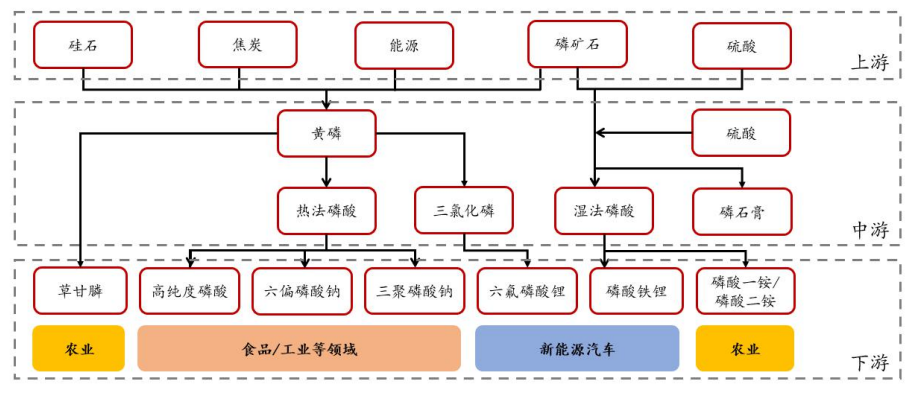 硅石
焦炭
能源
磷矿石
硫酸
上游
黄磷
硫酸
热法磷酸
三氯化磷
湿法磷酸
磷石膏
中游
草甘膦
高纯度磷酸
六偏磷酸钠
三聚磷酸钠
六氟磷酸锂
磷酸铁锂
磷酸一铵/
磷酸二铵
农业
食品/工业等领域
新能源汽车
农业
下游